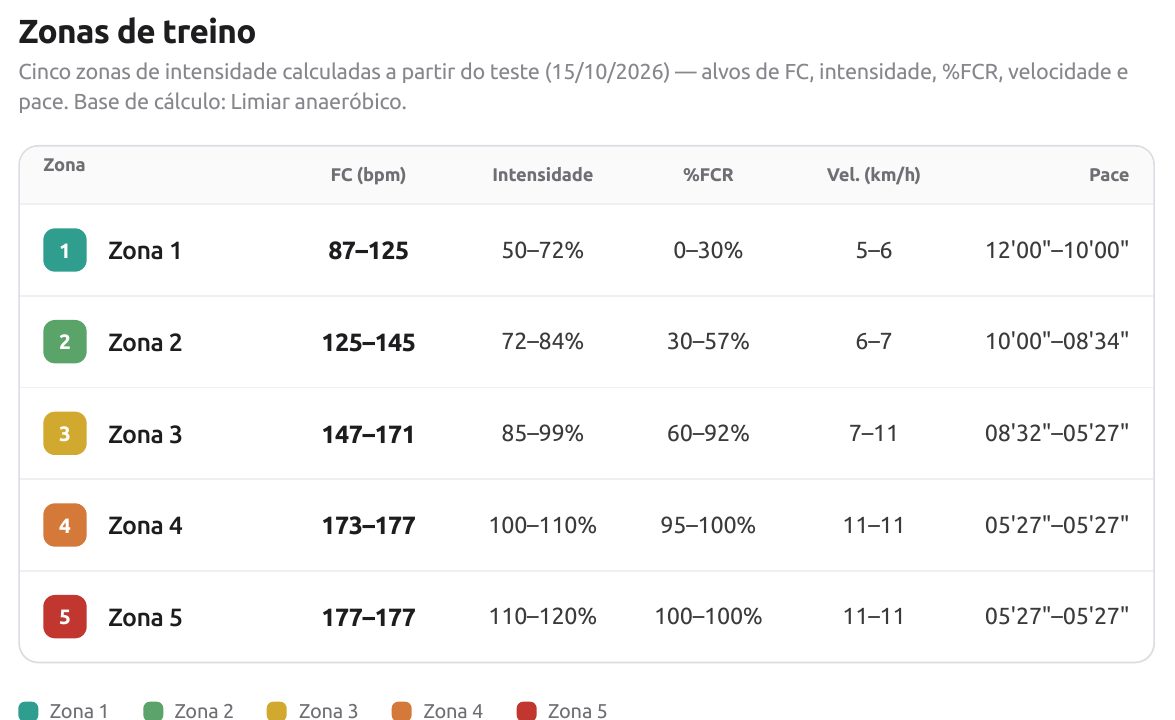 Zonas de treino
Cinco zonas de intensidade calculadas a partir do teste (15/10/2026) — alvos de FC, intensidade, %FCR, velocidade e
pace. Base de cálculo: Limiar anaeróbico.
Zona FC (bpm) Intensidade %FCR Vel. (km/h) Pace
1 Zona 1 87–125 50–72% 0–30% 5–6 12'00"–10'00"
2 Zona 2 125–145 72–84% 30–57% 6–7 10'00"–08'34"
3 Zona 3 147–171 85–99% 60–92% 7–11 08'32"–05'27"
4 Zona 4 173–177 100–110% 95–100% 11–11 05'27"–05'27"
5 Zona 5 177–177 110–120% 100–100% 11–11 05'27"–05'27"
Zona 1 Zona 2 Zona 3 Zona 4 Zona 5